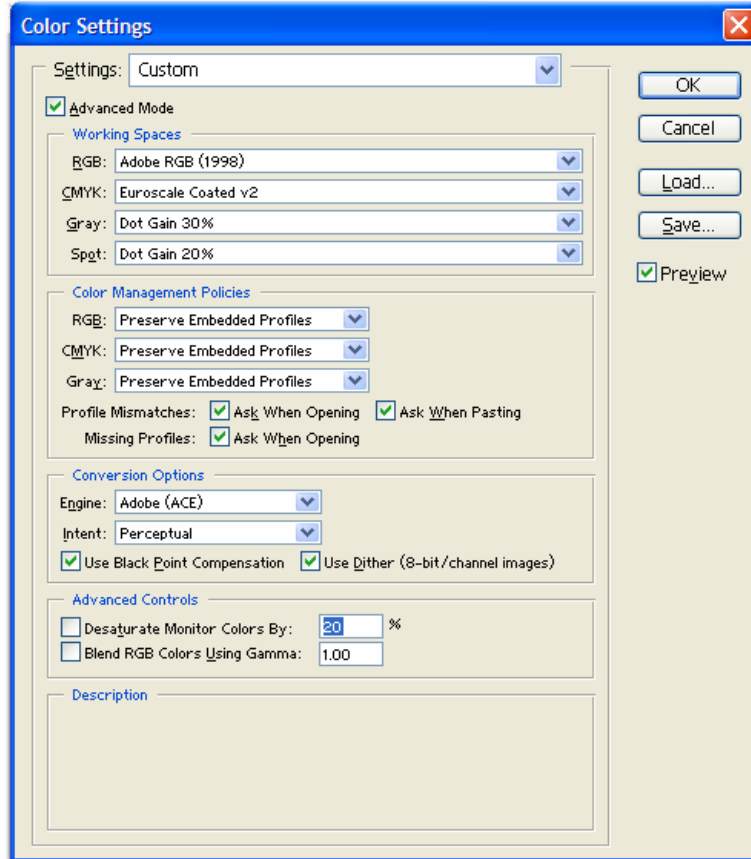 Color Settings
Settings: Custom
Advanced Mode
Working Spaces
RGB: Adobe RGB (1998)
CMYK: Euroscale Coated v2
Gray: Dot Gain 30%
Spot: Dot Gain 20%
Color Management Policies
RGB: Preserve Embedded Profiles
CMYK: Preserve Embedded Profiles
Gray: Preserve Embedded Profiles
Profile Mismatches: Ask When Opening Ask When Pasting
Missing Profiles: Ask When Opening
Conversion Options
Engine: Adobe (ACE)
Intent: Perceptual
Use Black Point Compensation Use Dither (8-bit/channel images)
Advanced Controls
Desaturate Monitor Colors By: 20 %
Blend RGB Colors Using Gamma: 1.00
Description
OK
Cancel
Load...
Save...
Preview